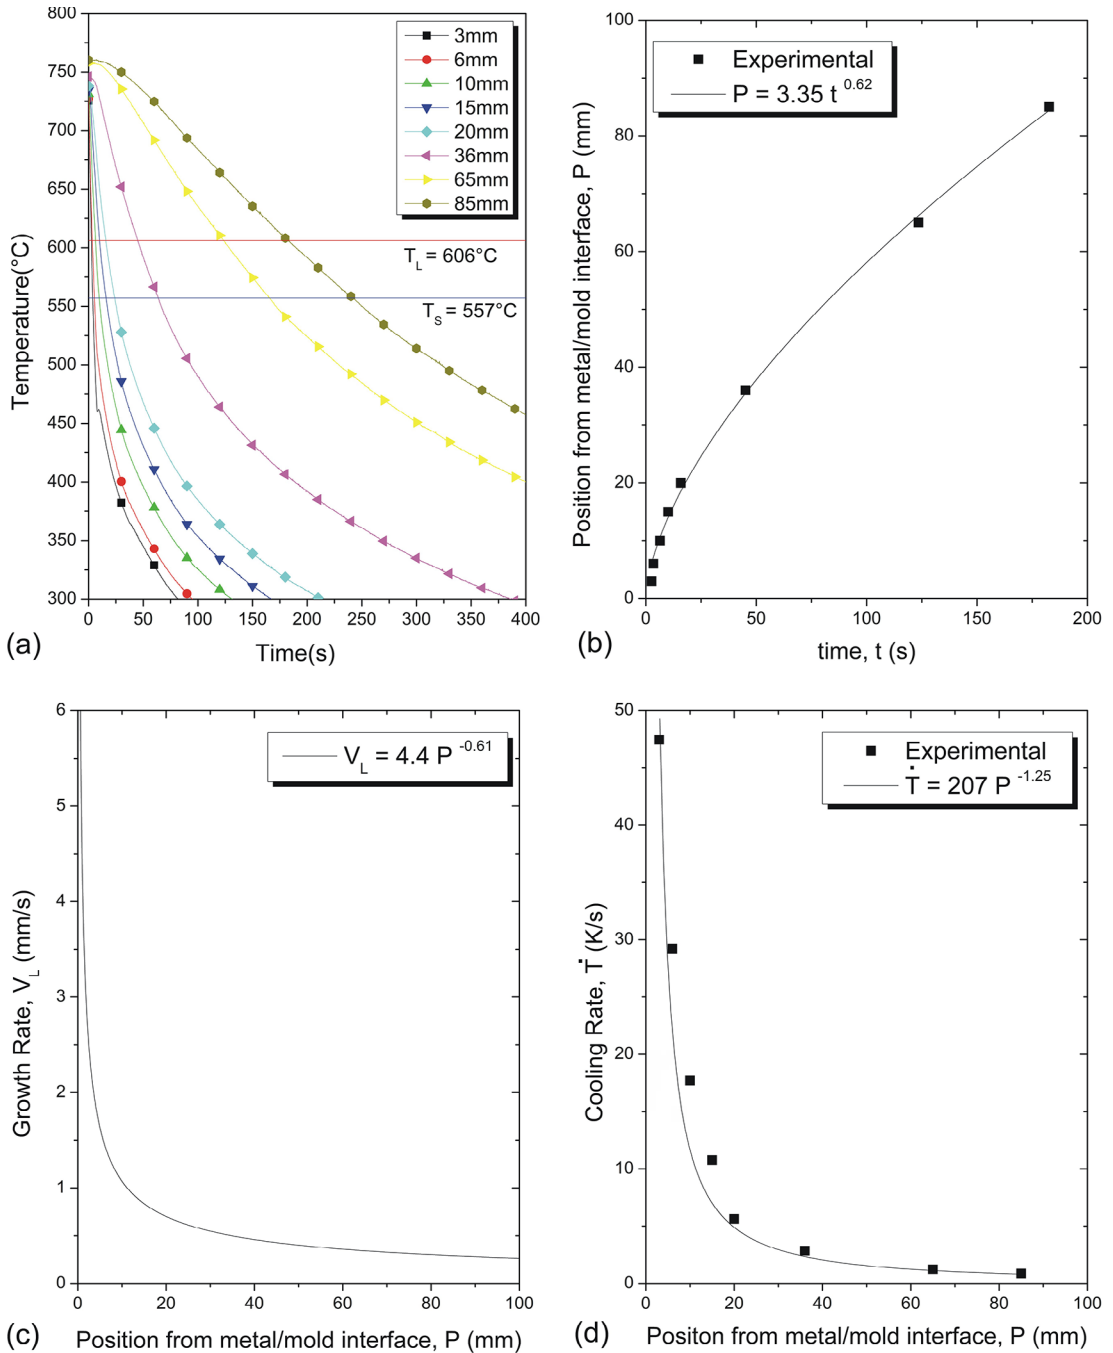 800
750
700
650
600
550
500
450
400
350
300
Temperature(°C)
3mm
6mm
10mm
15mm
20mm
36mm
65mm
85mm
T_L = 606°C
T_S = 557°C
0 50 100 150 200 250 300 350 400
Time(s)
(a)
100
80
60
40
20
0
Position from metal/mold interface, P (mm)
Experimental
P = 3.35 t^0.62
0 50 100 150 200
time, t (s)
(b)
6
5
4
3
2
1
0
Growth Rate, V_L (mm/s)
V_L = 4.4 P^-0.61
0 20 40 60 80 100
Position from metal/mold interface, P (mm)
(c)
50
40
30
20
10
0
Cooling Rate, Ṫ (K/s)
Experimental
Ṫ = 207 P^-1.25
0 20 40 60 80 100
Positon from metal/mold interface, P (mm)
(d)